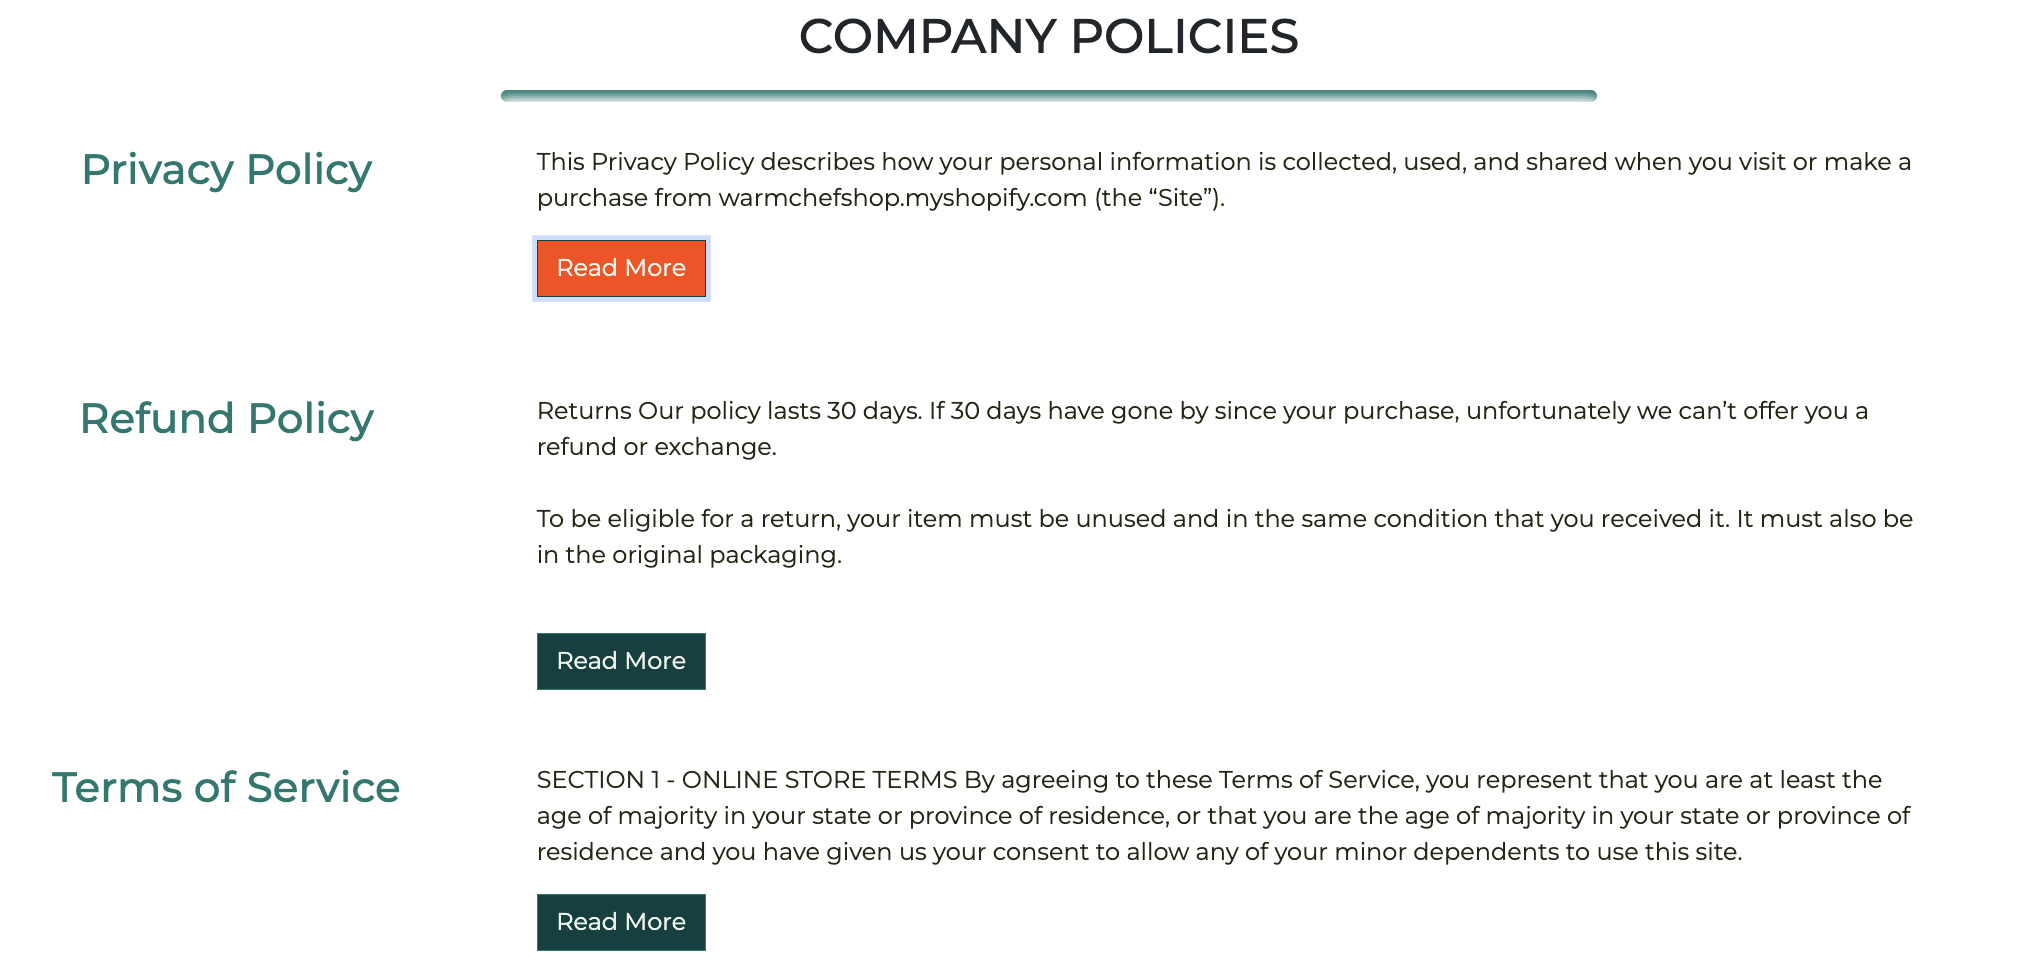 COMPANY POLICIES
Privacy Policy
This Privacy Policy describes how your personal information is collected, used, and shared when you visit or make a
purchase from warmchefshop.myshopify.com (the “Site”).
Read More
Refund Policy
Returns Our policy lasts 30 days. If 30 days have gone by since your purchase, unfortunately we can’t offer you a
refund or exchange.
To be eligible for a return, your item must be unused and in the same condition that you received it. It must also be
in the original packaging.
Read More
Terms of Service
SECTION 1 - ONLINE STORE TERMS By agreeing to these Terms of Service, you represent that you are at least the
age of majority in your state or province of residence, or that you are the age of majority in your state or province of
residence and you have given us your consent to allow any of your minor dependents to use this site.
Read More